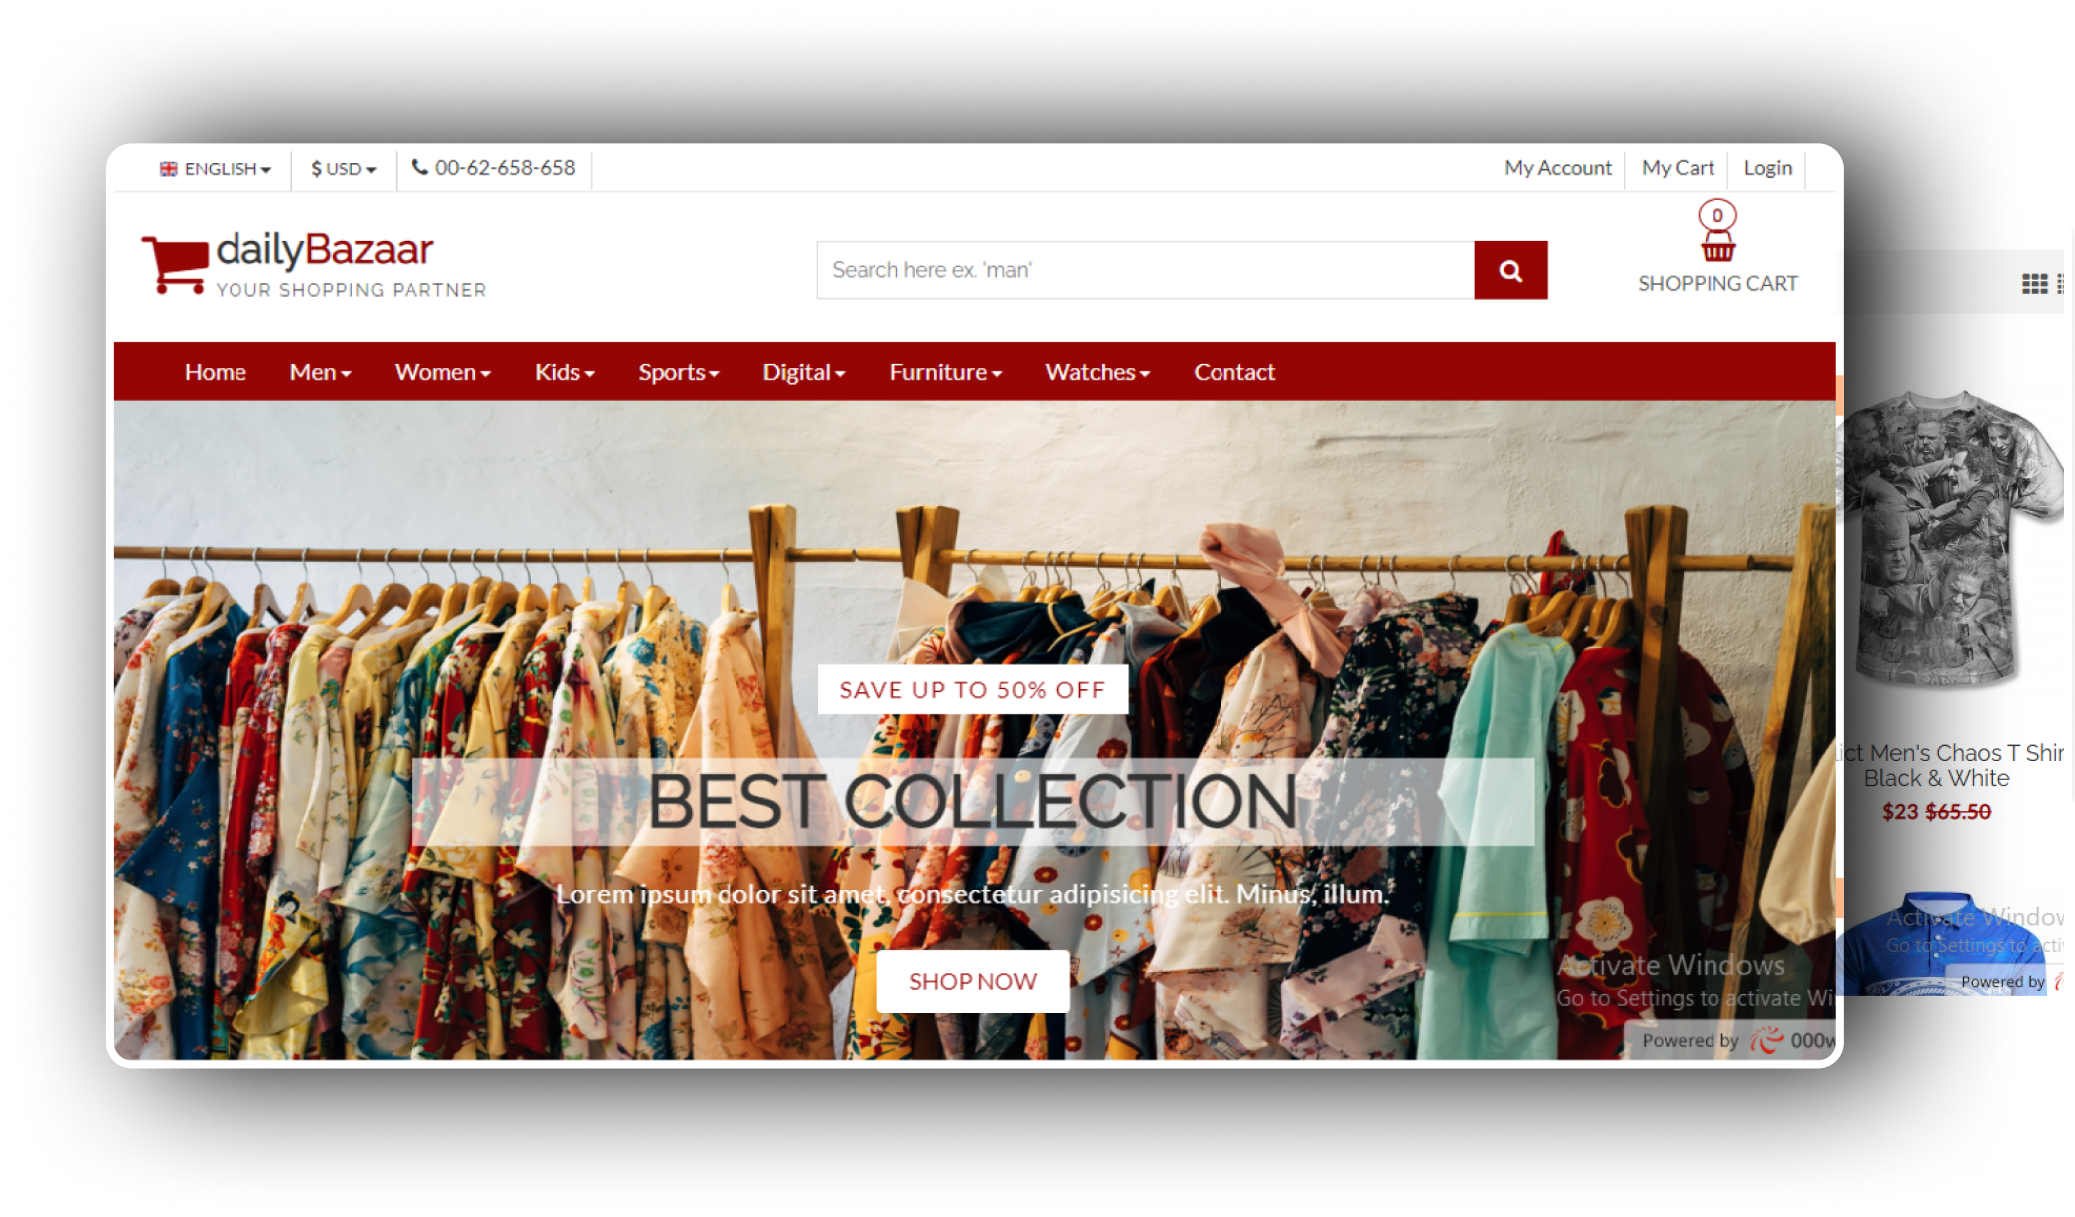 ENGLISH
$ USD
00-62-658-658
My Account
My Cart
Login
dailyBazaar
YOUR SHOPPING PARTNER
Search here ex. 'man'
0
SHOPPING CART
Home
Men
Women
Kids
Sports
Digital
Furniture
Watches
Contact
SAVE UP TO 50% OFF
BEST COLLECTION
Lorem ipsum dolor sit amet, consectetur adipisicing elit. Minus, illum.
SHOP NOW
Activate Windows
Go to Settings to activate Wi
Powered by 000w
ict Men's Chaos T Shir
Black & White
$23 $65.50
Activate Window
Go to Settings to activ
Powered by